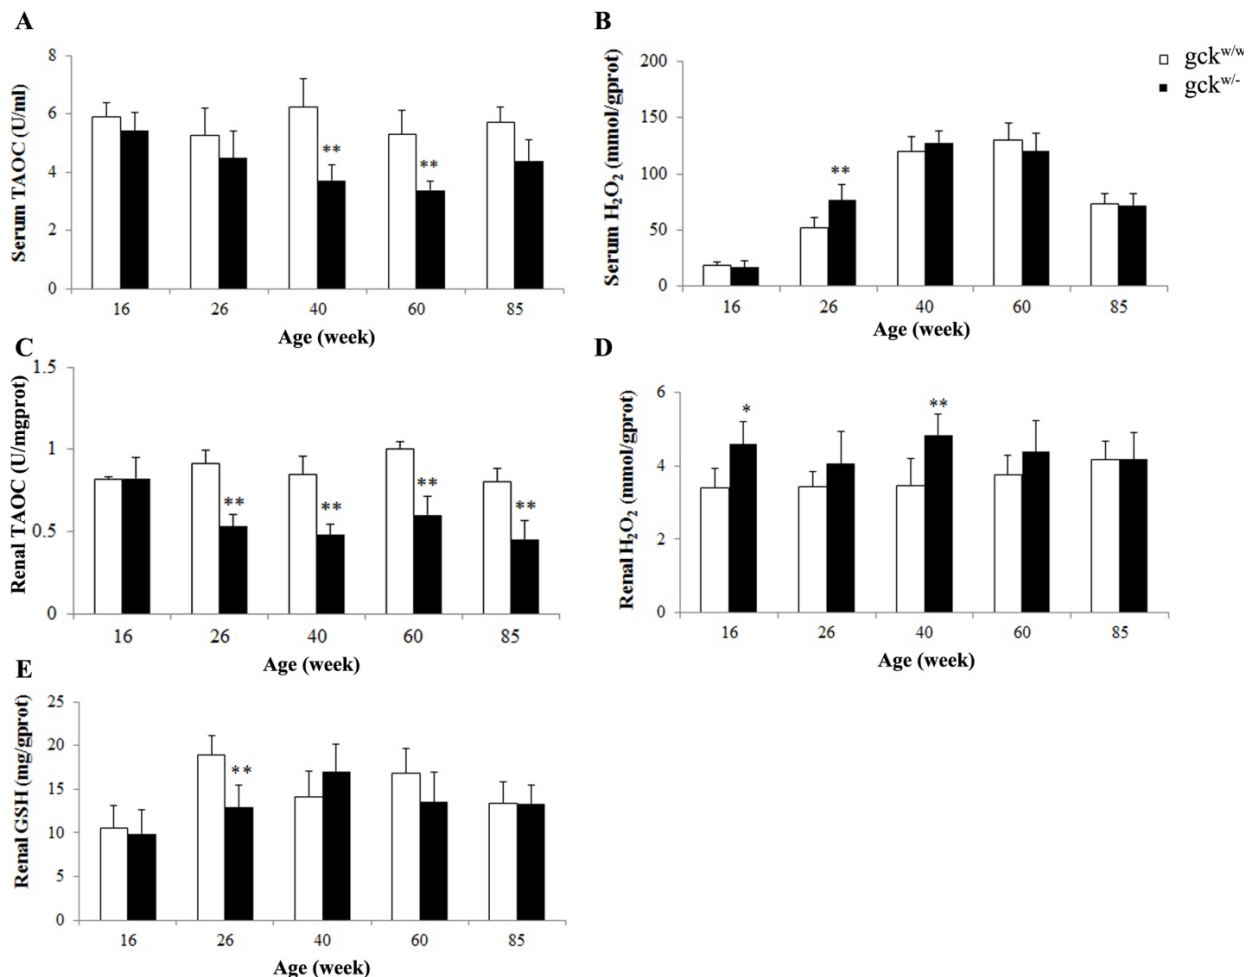 A
Serum TAOC (U/ml)
8
6
4
2
0
** **
16 26 40 60 85
Age (week)
B
Serum H₂O₂ (mmol/gprot)
200
150
100
50
0
**
16 26 40 60 85
Age (week)
gck^w/w
gck^w/-
C
Renal TAOC (U/mgprot)
1.5
1
0.5
0
** ** ** **
16 26 40 60 85
Age (week)
D
Renal H₂O₂ (mmol/gprot)
6
4
2
0
* **
16 26 40 60 85
Age (week)
E
Renal GSH (mg/gprot)
25
20
15
10
5
0
**
16 26 40 60 85
Age (week)